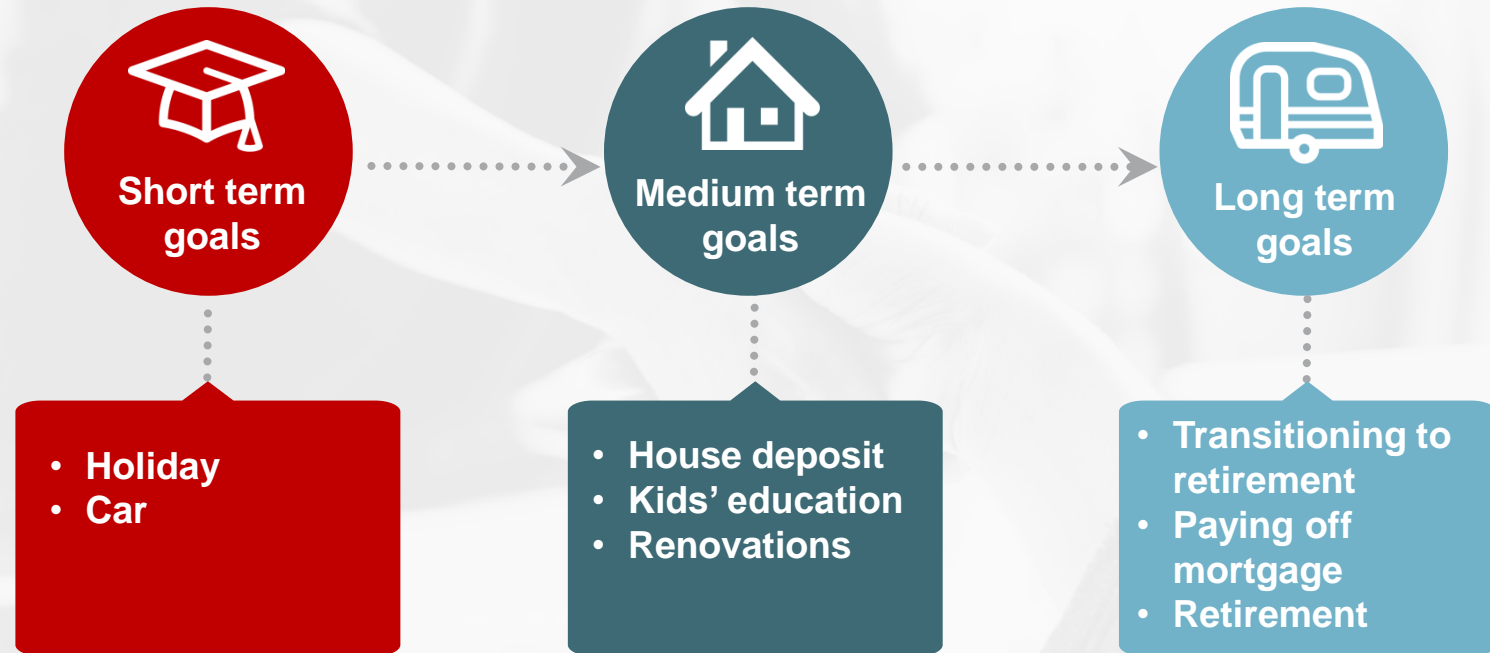 Short term
goals
Medium term
goals
Long term
goals
• Holiday
• Car
• House deposit
• Kids’ education
• Renovations
• Transitioning to
retirement
• Paying off
mortgage
• Retirement